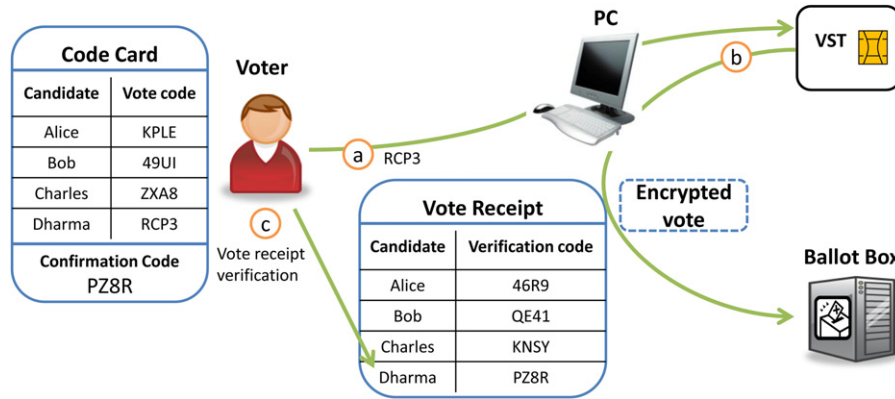 Code Card
Candidate Vote code
Alice KPLE
Bob 49UI
Charles ZXA8
Dharma RCP3
Confirmation Code
PZ8R
Voter
a
RCP3
PC
b
VST
c
Vote receipt
verification
Vote Receipt
Candidate Verification code
Alice 46R9
Bob QE41
Charles KNSY
Dharma PZ8R
Encrypted
vote
Ballot Box